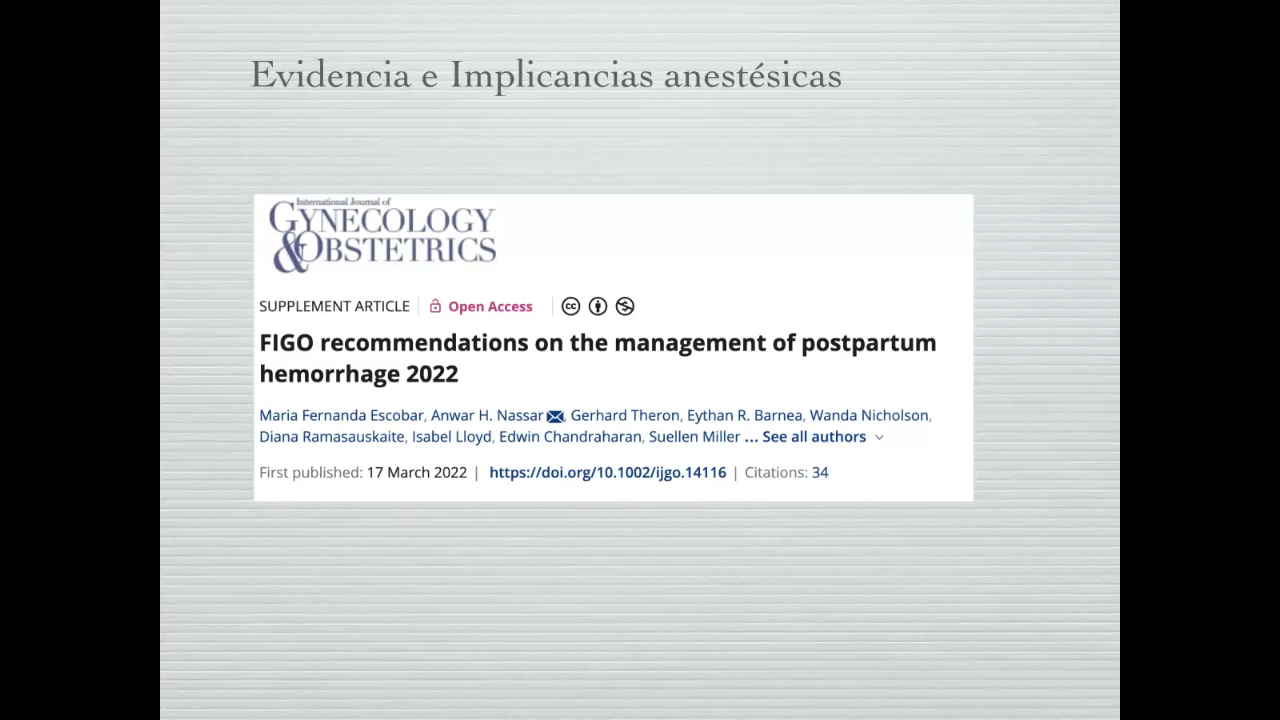 Evidencia e Implicancias anestésicas
International Journal of
GYNECOLOGY
&OBSTETRICS
SUPPLEMENT ARTICLE Open Access
FIGO recommendations on the management of postpartum
hemorrhage 2022
Maria Fernanda Escobar, Anwar H. Nassar, Gerhard Theron, Eythan R. Barnea, Wanda Nicholson,
Diana Ramasauskaite, Isabel Lloyd, Edwin Chandraharan, Suellen Miller ... See all authors
First published: 17 March 2022 | https://doi.org/10.1002/ijgo.14116 | Citations: 34